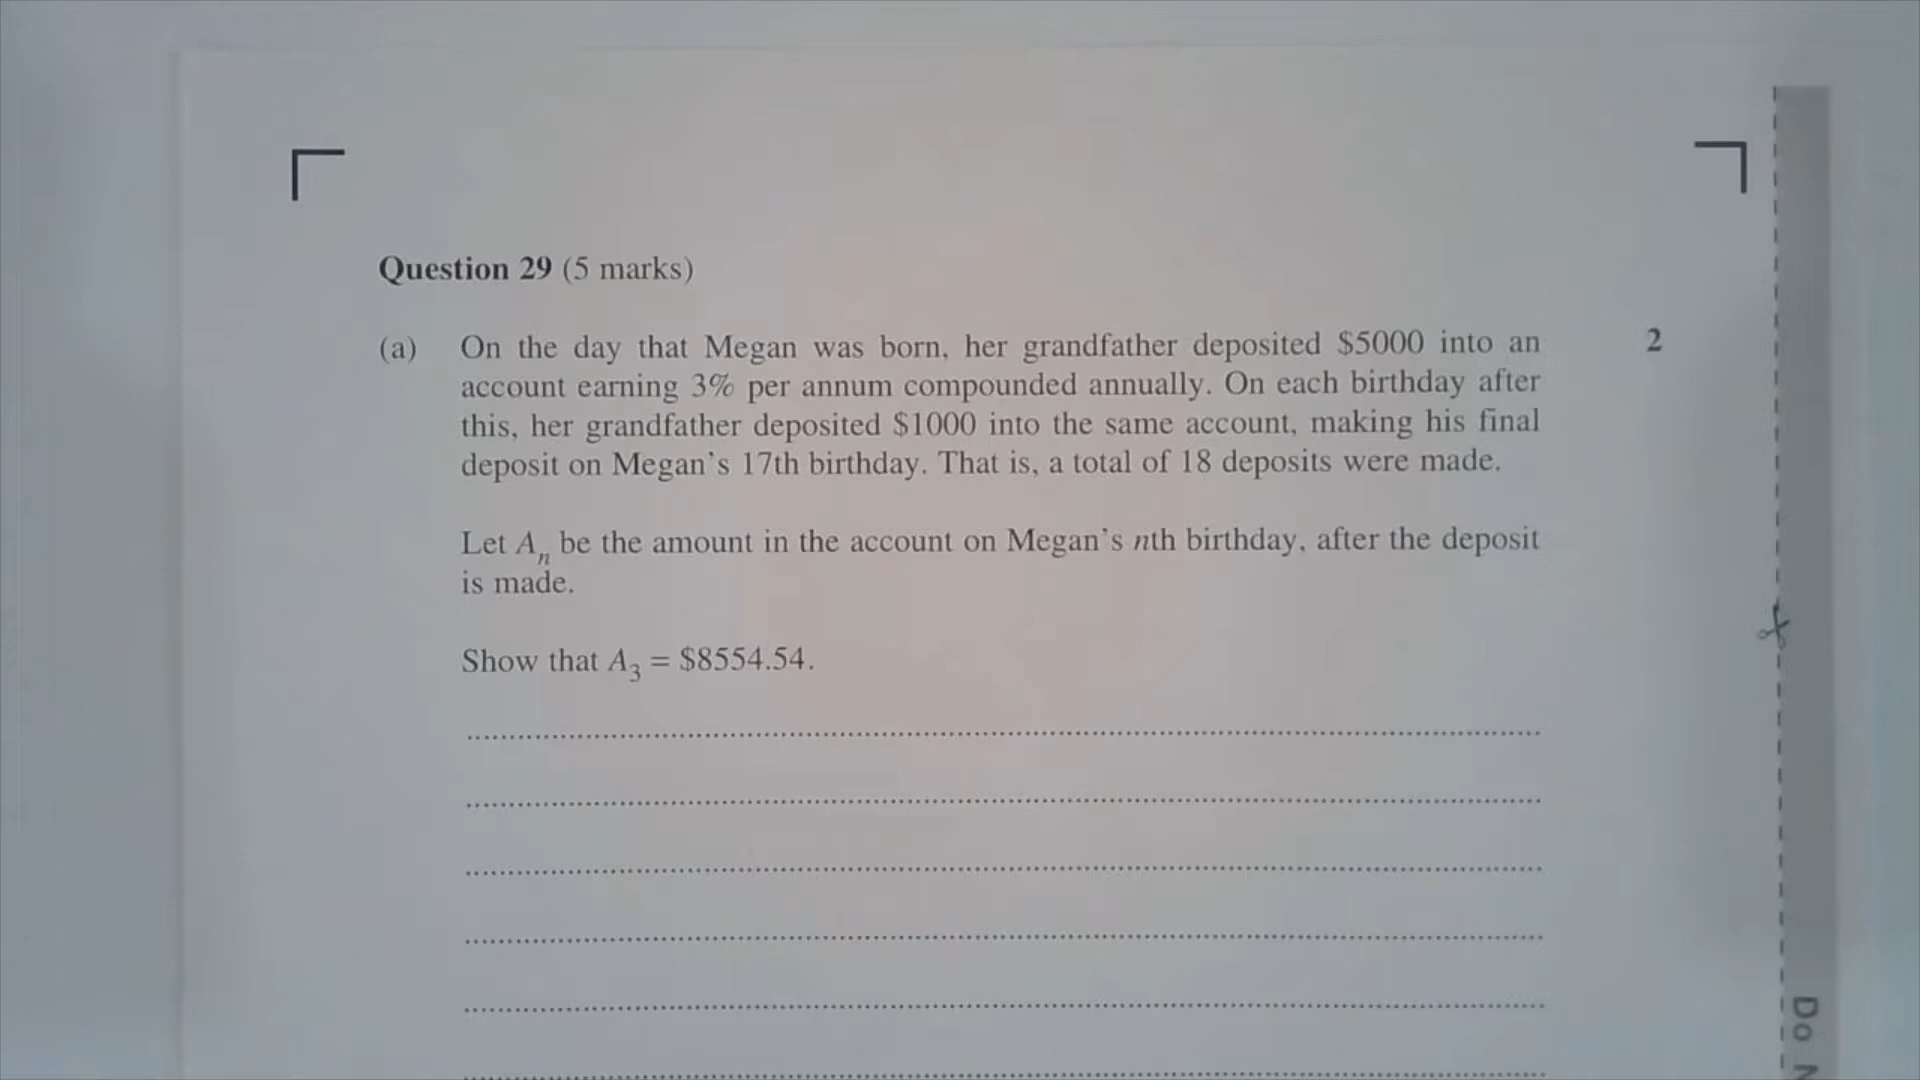 Question 29 (5 marks)
(a) On the day that Megan was born, her grandfather deposited $5000 into an 2
account earning 3% per annum compounded annually. On each birthday after
this, her grandfather deposited $1000 into the same account, making his final
deposit on Megan's 17th birthday. That is, a total of 18 deposits were made.
Let Aₙ be the amount in the account on Megan's nth birthday, after the deposit
is made.
Show that A₃ = $8554.54.
Do